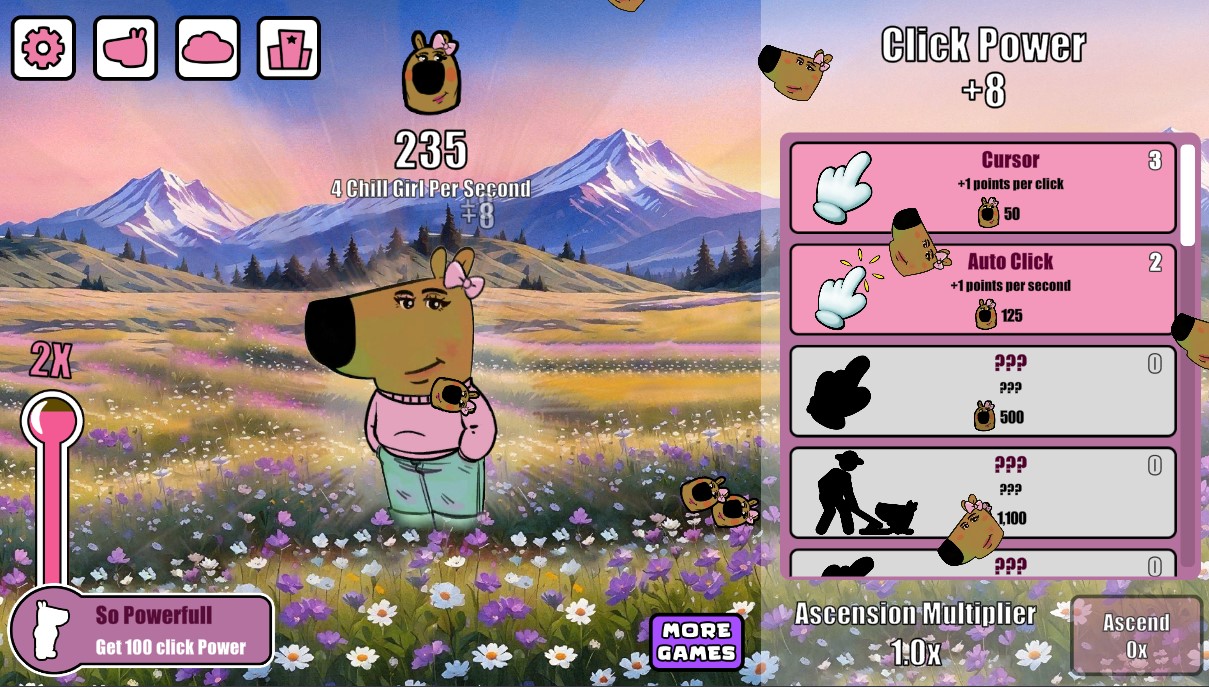 235
4 Chill Girl Per Second
+8
2X
So Powerfull
Get 100 click Power
MORE
GAMES
Click Power
+8
Cursor
3
+1 points per click
50
Auto Click
2
+1 points per second
125
???
0
???
500
???
0
???
1,100
???
0
Ascension Multiplier
1.0x
Ascend
0x